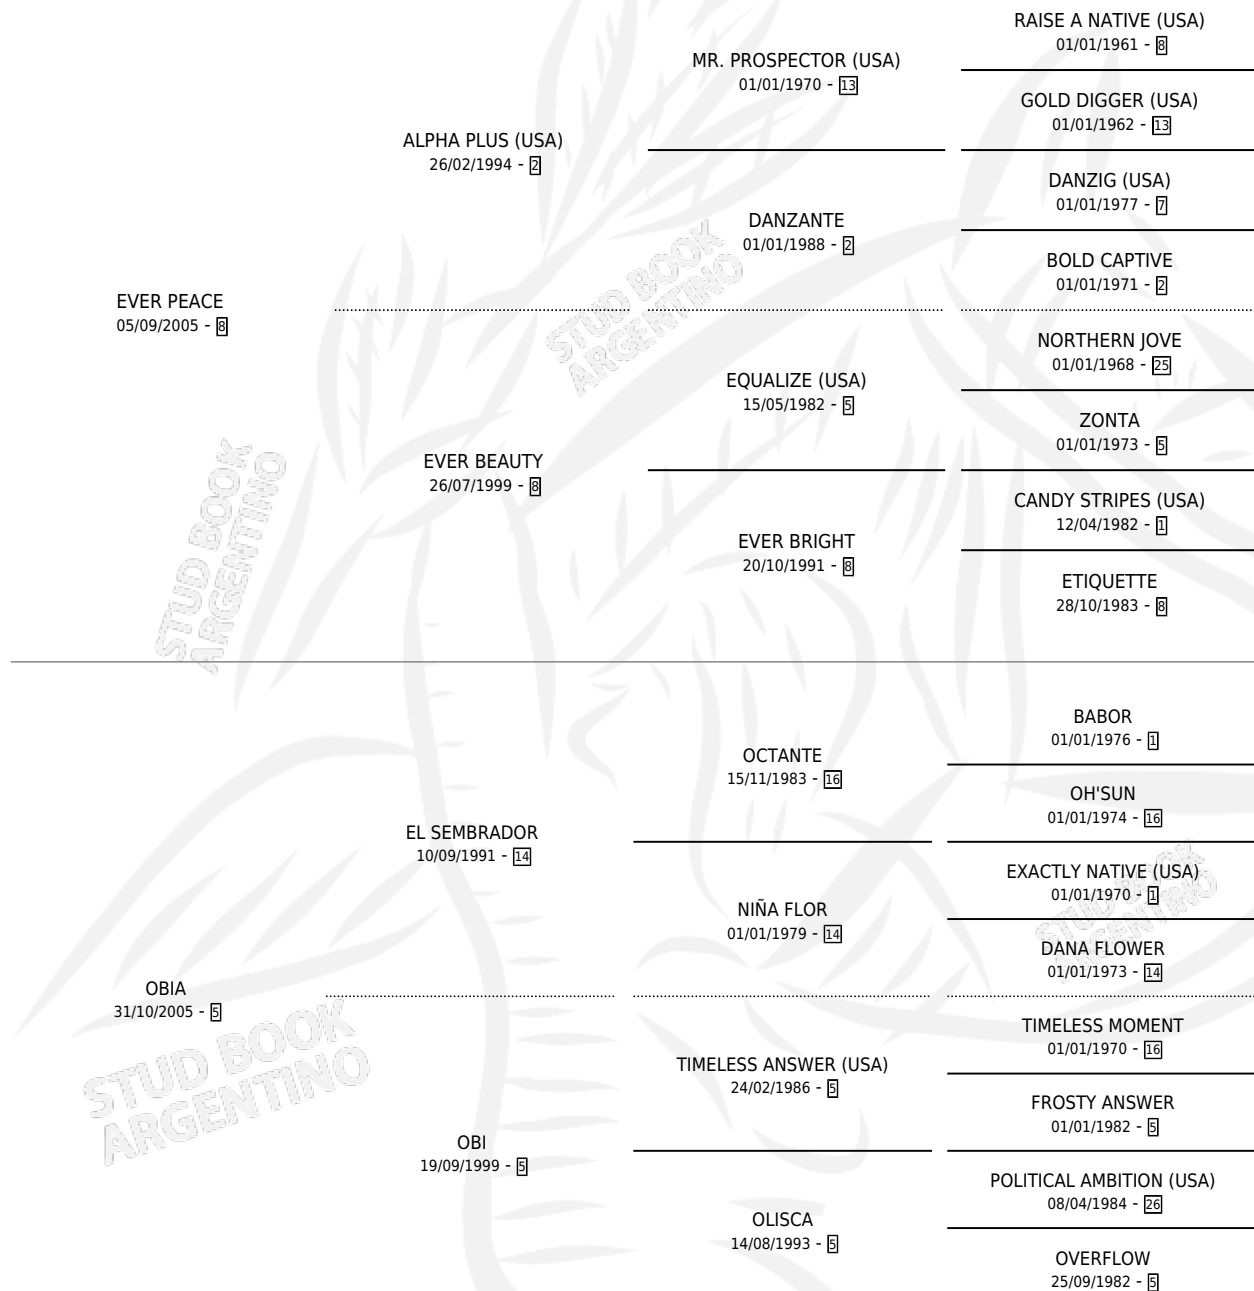 RAISE A NATIVE (USA)
01/01/1961 - 8
MR. PROSPECTOR (USA)
01/01/1970 - 13
GOLD DIGGER (USA)
01/01/1962 - 13
ALPHA PLUS (USA)
26/02/1994 - 2
DANZIG (USA)
01/01/1977 - 7
DANZANTE
01/01/1988 - 2
BOLD CAPTIVE
01/01/1971 - 2
EVER PEACE
05/09/2005 - 8
NORTHERN JOVE
01/01/1968 - 25
EQUALIZE (USA)
15/05/1982 - 5
ZONTA
01/01/1973 - 5
EVER BEAUTY
26/07/1999 - 8
CANDY STRIPES (USA)
12/04/1982 - 1
EVER BRIGHT
20/10/1991 - 8
ETIQUETTE
28/10/1983 - 8
BABOR
01/01/1976 - 1
OCTANTE
15/11/1983 - 16
OH'SUN
01/01/1974 - 16
EL SEMBRADOR
10/09/1991 - 14
EXACTLY NATIVE (USA)
01/01/1970 - 1
NIÑA FLOR
01/01/1979 - 14
DANA FLOWER
01/01/1973 - 14
OBIA
31/10/2005 - 5
TIMELESS MOMENT
01/01/1970 - 16
TIMELESS ANSWER (USA)
24/02/1986 - 5
FROSTY ANSWER
01/01/1982 - 5
OBI
19/09/1999 - 5
POLITICAL AMBITION (USA)
08/04/1984 - 26
OLISCA
14/08/1993 - 5
OVERFLOW
25/09/1982 - 5
STUD BOOK
ARGENTINO
STUD BOOK
ARGENTINO
STUD BOOK
ARGENTINO
STUD BOOK
ARGENTINO